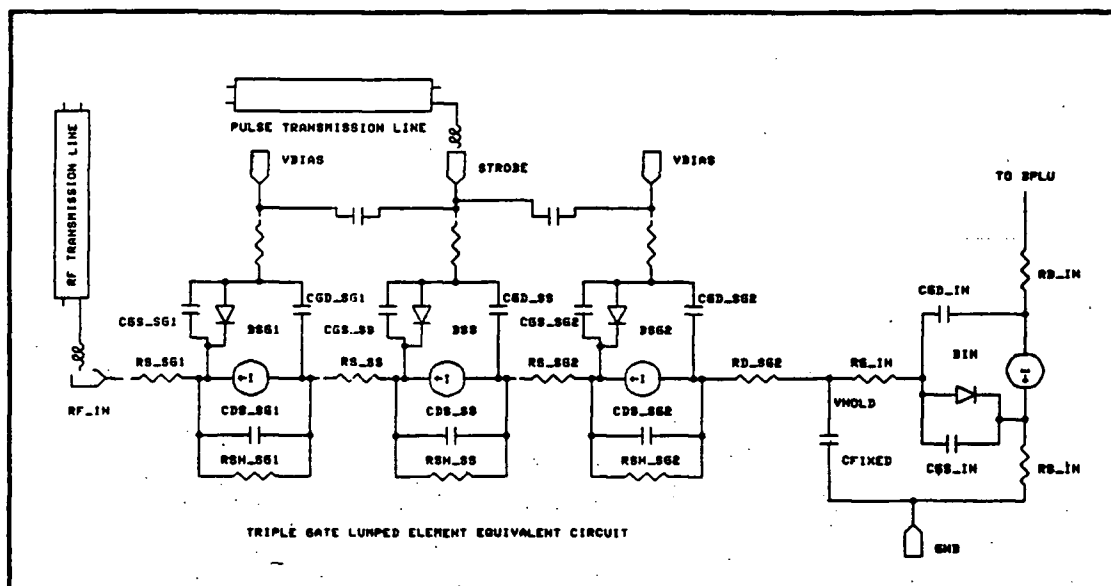 RF TRANSMISSION LINE
PULSE TRANSMISSION LINE
VBIAS
STROBE
VBIAS
TO BPLU
RD_IN
CGD_IN
CGS_SG1
DSG1
CGD_SG1
CGS_SS
DSS
CGD_SS
CGS_SG2
DSG2
CGD_SG2
DIN
RF_IN
RS_SG1
I
RS_SS
I
RS_SG2
I
RD_SG2
VHOLD
RG_IN
I
CDS_SG1
CDS_SS
CDS_SG2
CFIXED
CGS_IN
RS_IN
RSH_SG1
RSH_SS
RSH_SG2
TRIPLE GATE LUMPED ELEMENT EQUIVALENT CIRCUIT
GND